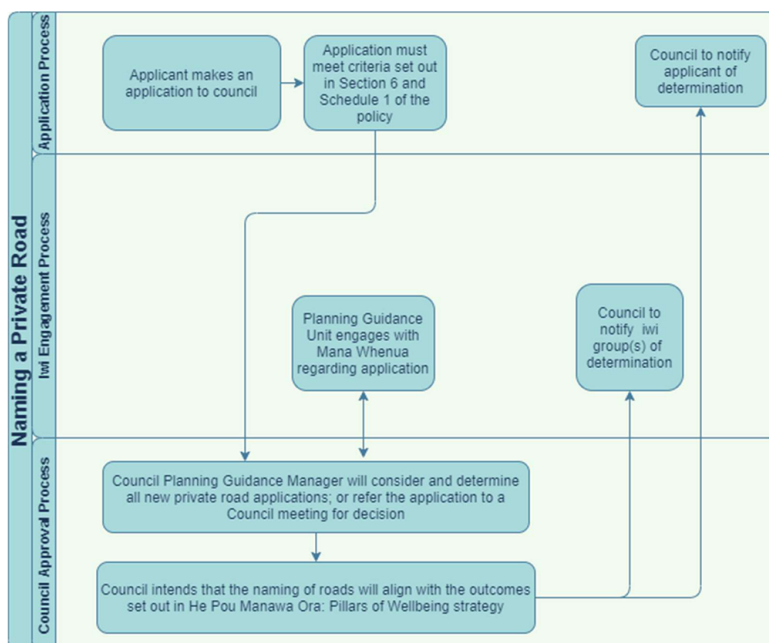 Naming a Private Road
Application Process
Applicant makes an
application to council
Application must
meet criteria set out
in Section 6 and
Schedule 1 of the
policy
Council to notify
applicant of
determination
Iwi Engagement Process
Planning Guidance
Unit engages with
Mana Whenua
regarding application
Council to
notify iwi
group(s) of
determination
Council Approval Process
Council Planning Guidance Manager will consider and determine
all new private road applications; or refer the application to a
Council meeting for decision
Council intends that the naming of roads will align with the outcomes
set out in He Pou Manawa Ora: Pillars of Wellbeing strategy